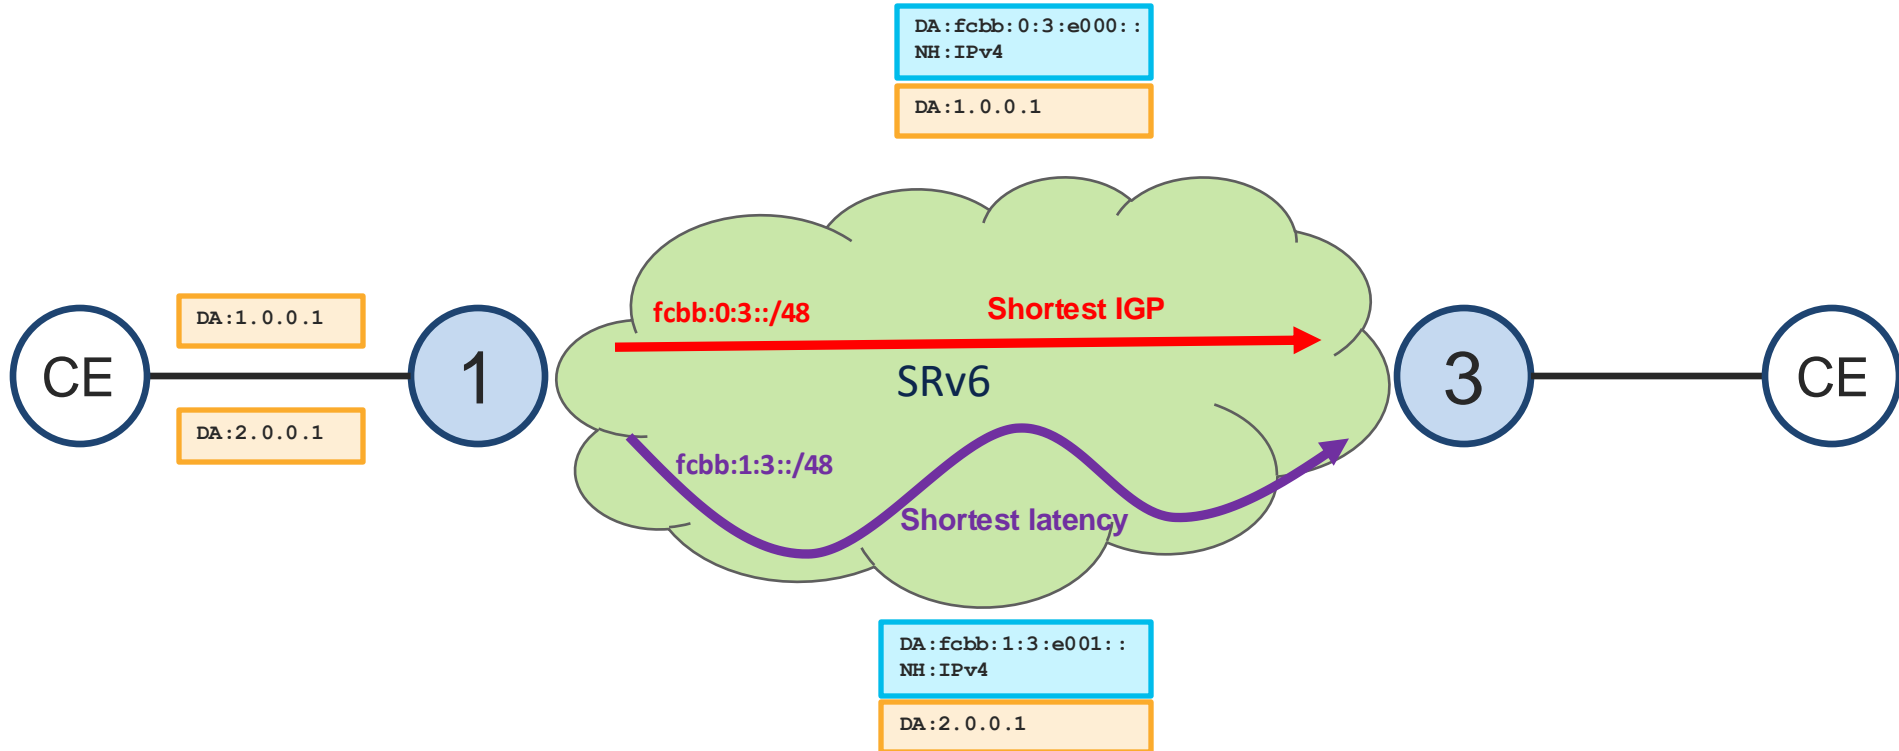 DA:fcbb:0:3:e000::
NH:IPv4
DA:1.0.0.1
DA:1.0.0.1
fcbb:0:3::/48
Shortest IGP
CE
1
SRv6
3
CE
DA:2.0.0.1
fcbb:1:3::/48
Shortest latency
DA:fcbb:1:3:e001::
NH:IPv4
DA:2.0.0.1